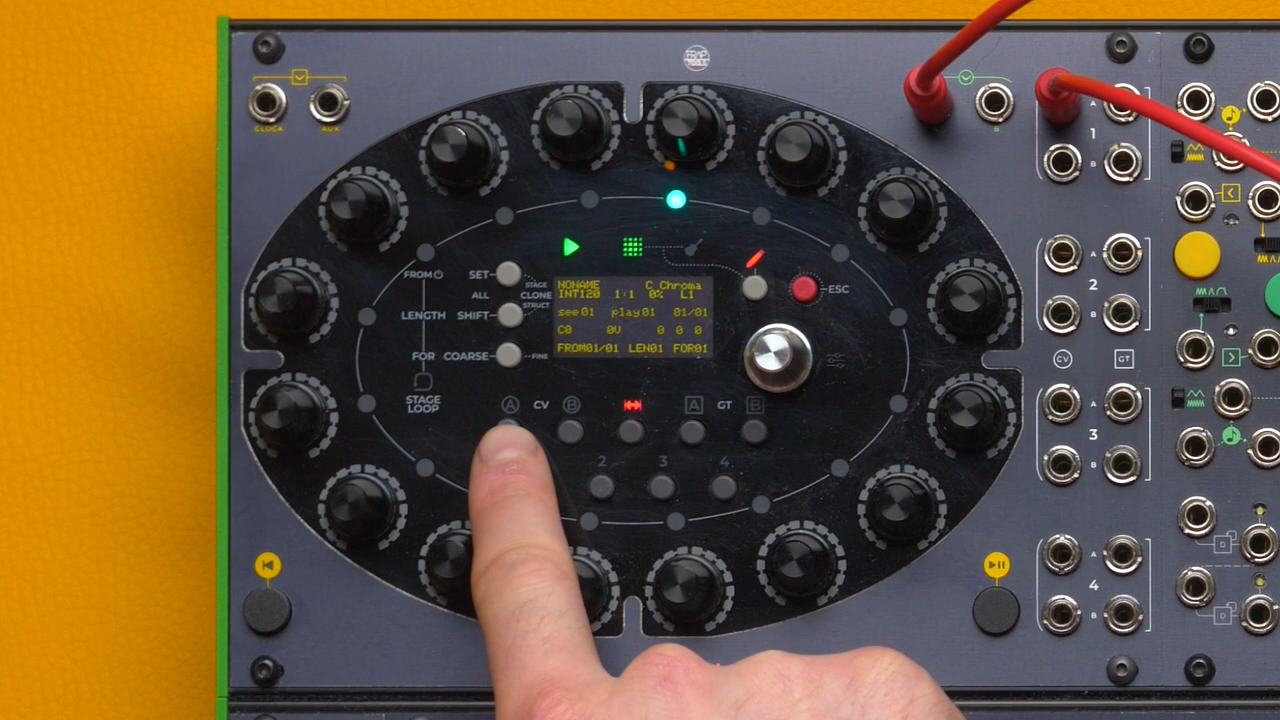 FRAP
TOOLS
CLOCK
AUX
B
A
1
B
FROM
SET
STAGE
ALL
CLONE
STRUCT
LENGTH
SHIFT
FOR
COARSE
FINE
STAGE
LOOP
ESC
NONAME C Chroma
INT120 1:1 0% L1
see01 play01 01/01
C0 0V 0 0 0
FROM01/01 LEN01 FOR01
A CV B
A GT B
2 3 4
A
2
B
CV GT
A
3
B
A
4
B
D
D